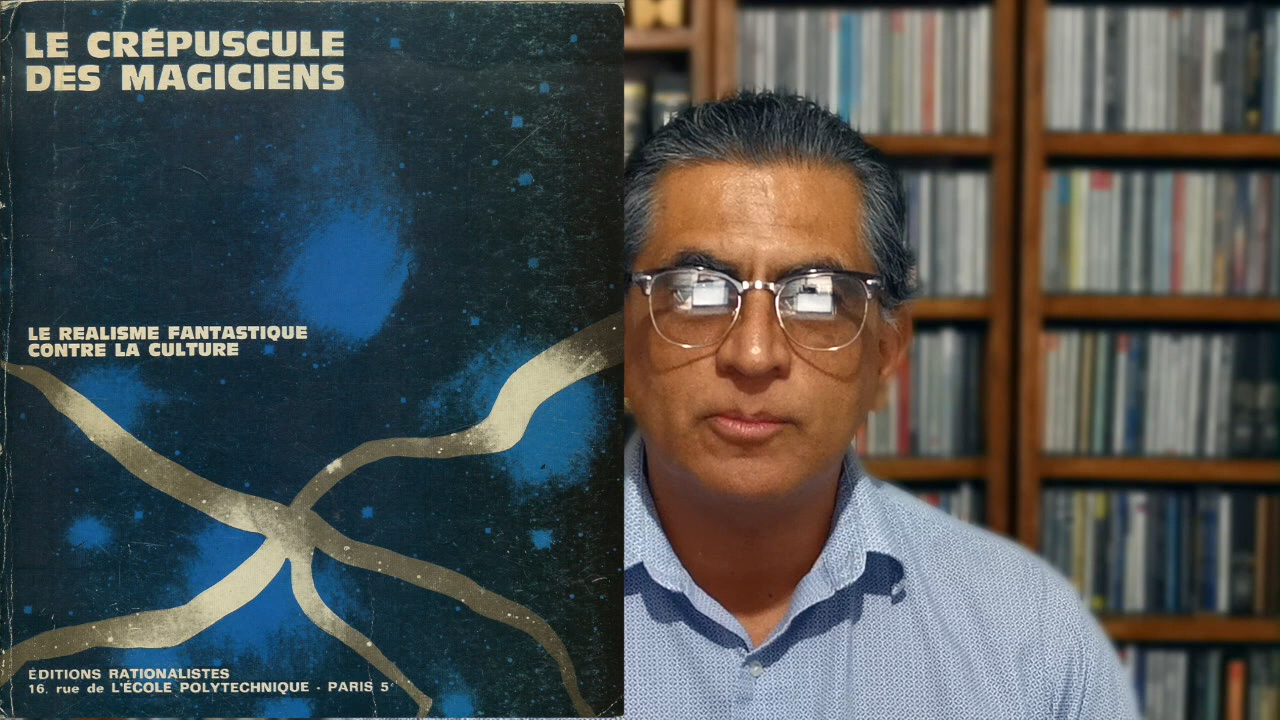 LE CRÉPUSCULE
DES MAGICIENS
LE REALISME FANTASTIQUE
CONTRE LA CULTURE
ÉDITIONS RATIONALISTES
16, rue de L'ÉCOLE POLYTECHNIQUE - PARIS 5ᵉ